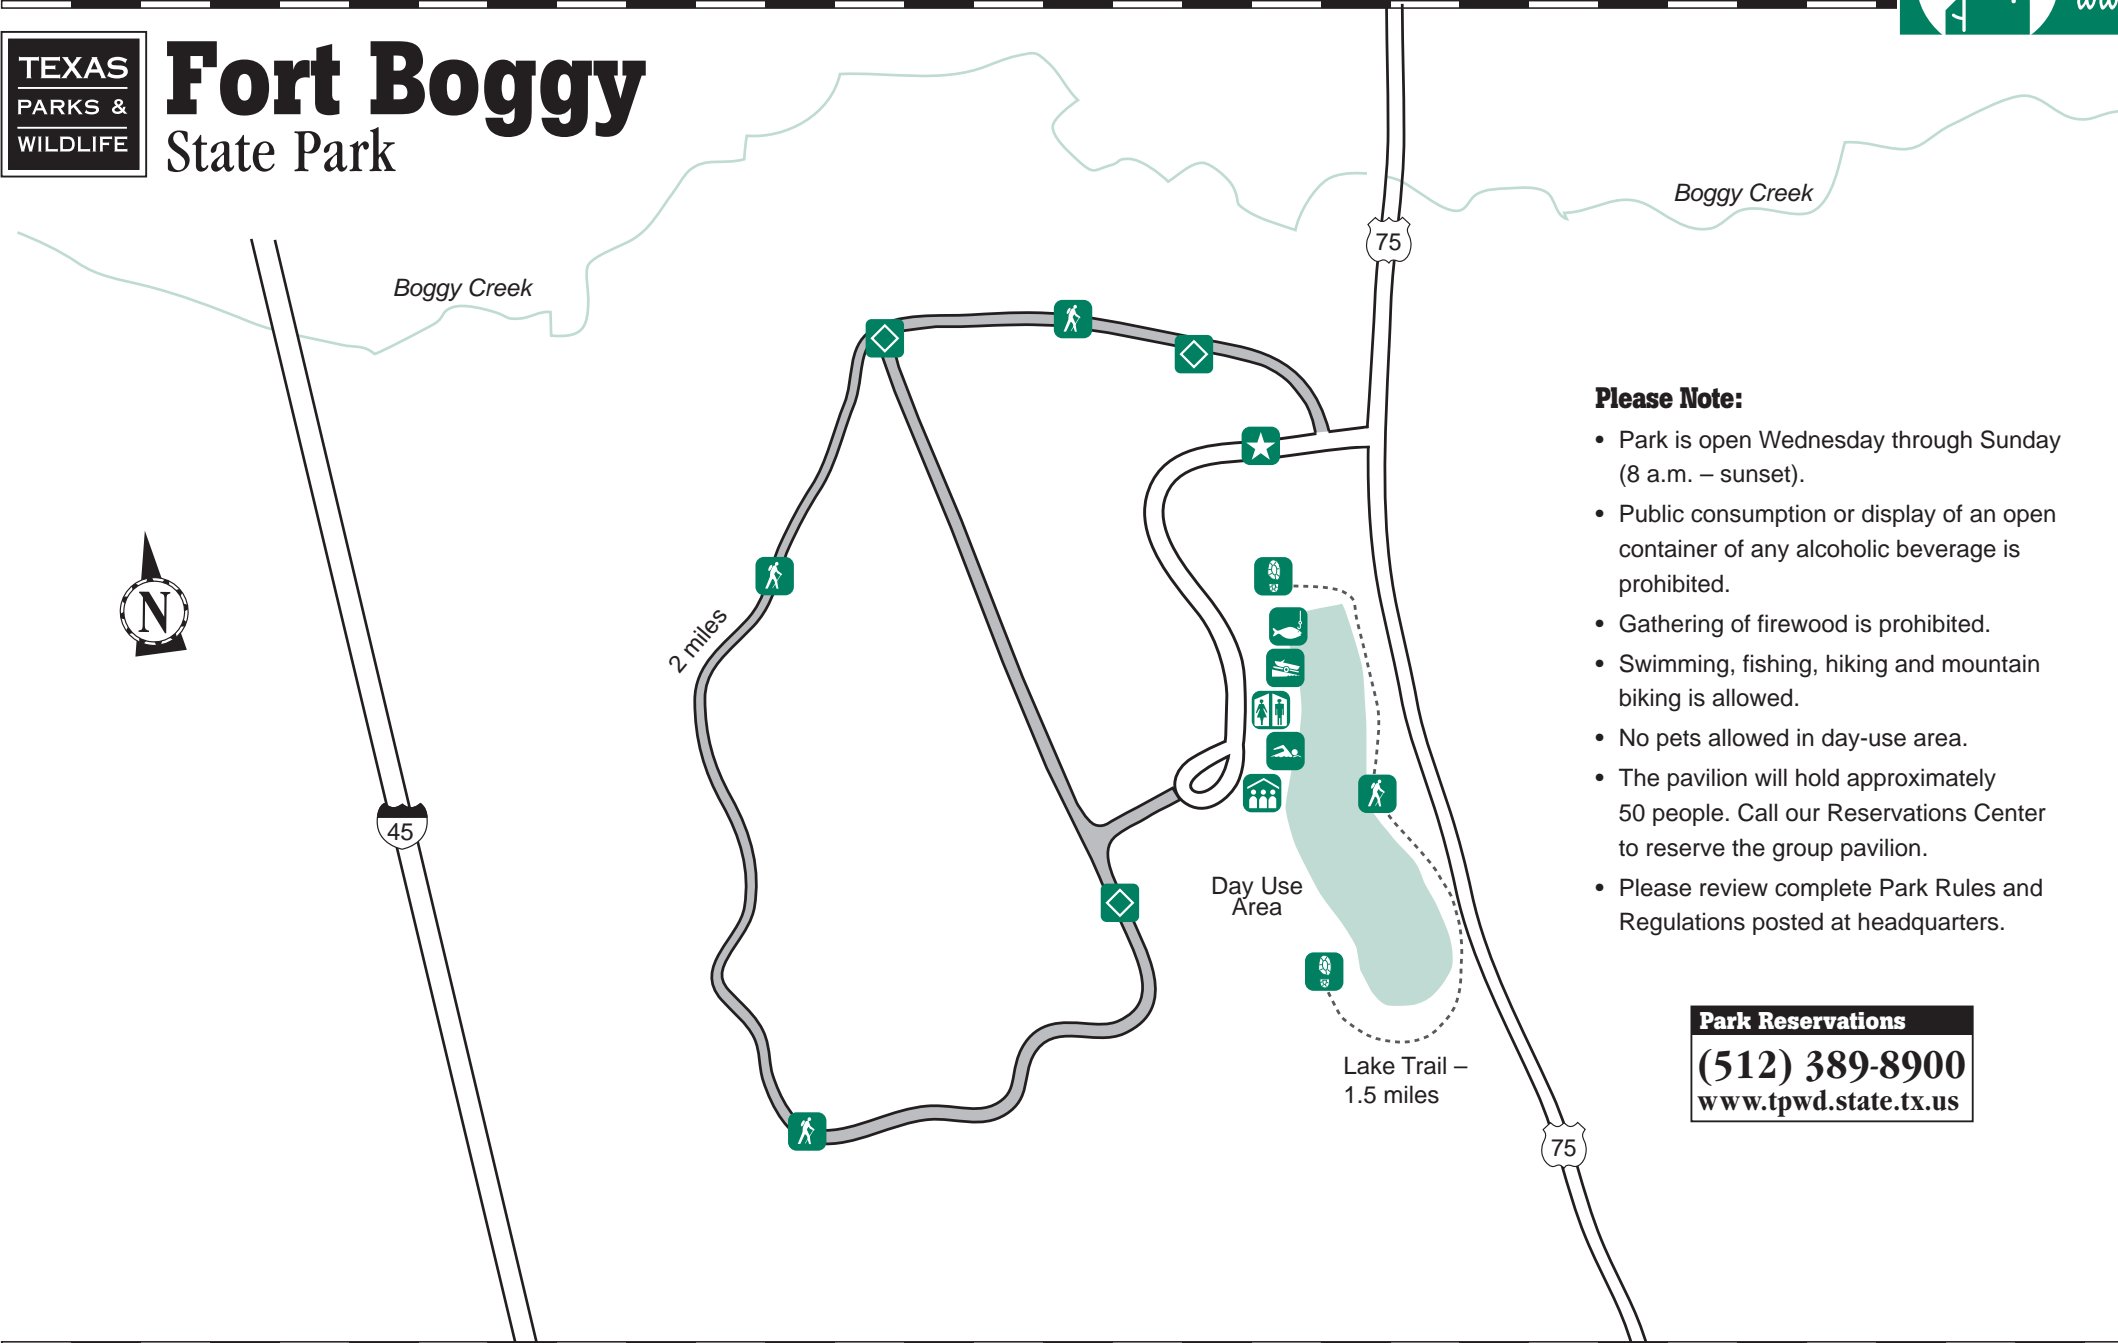 TEXAS
PARKS &
WILDLIFE
Fort Boggy
State Park
Boggy Creek
Boggy Creek
75
N
45
2 miles
Day Use
Area
Lake Trail –
1.5 miles
75
Please Note:
• Park is open Wednesday through Sunday
(8 a.m. – sunset).
• Public consumption or display of an open
container of any alcoholic beverage is
prohibited.
• Gathering of firewood is prohibited.
• Swimming, fishing, hiking and mountain
biking is allowed.
• No pets allowed in day-use area.
• The pavilion will hold approximately
50 people. Call our Reservations Center
to reserve the group pavilion.
• Please review complete Park Rules and
Regulations posted at headquarters.
Park Reservations
(512) 389-8900
www.tpwd.state.tx.us